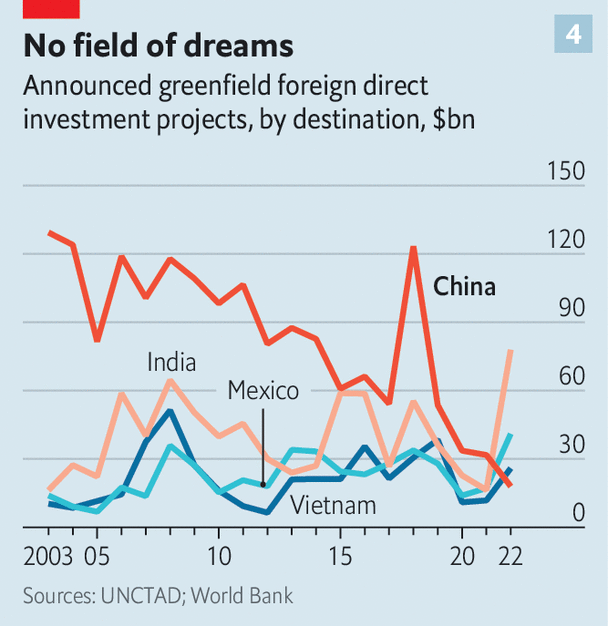 No field of dreams
4
Announced greenfield foreign direct
investment projects, by destination, $bn
150
120
China
90
India
Mexico
60
30
Vietnam
0
2003 05 10 15 20 22
Sources: UNCTAD; World Bank